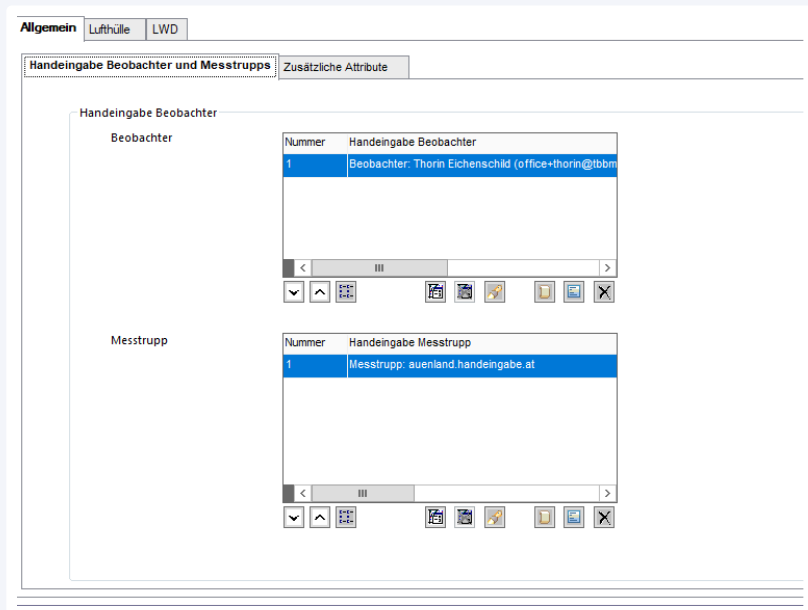 Allgemein Lufthülle LWD
Handeingabe Beobachter und Messtrupps Zusätzliche Attribute
Handeingabe Beobachter
Beobachter
Nummer Handeingabe Beobachter
1 Beobachter: Thorin Eichenschild (office+thorin@tbbm
Messtrupp
Nummer Handeingabe Messtrupp
1 Messtrupp: auenland.handeingabe.at